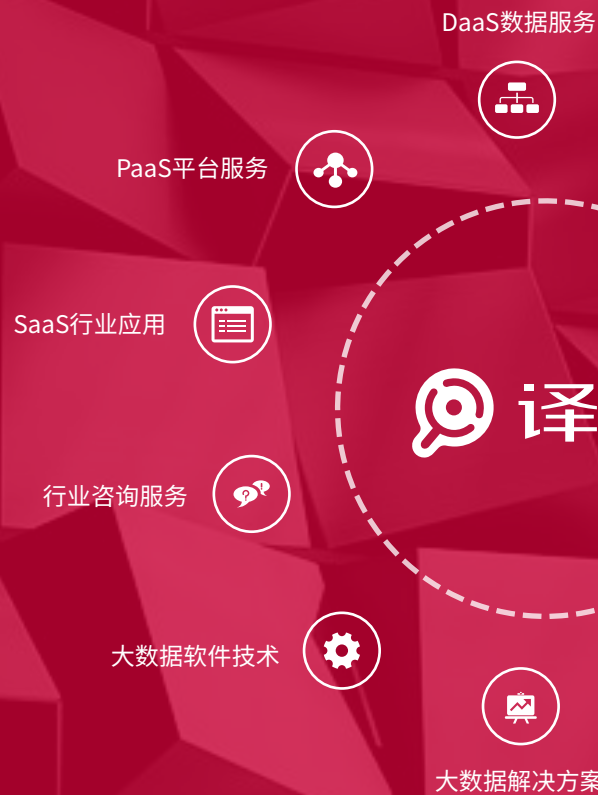 DaaS数据服务
PaaS平台服务
SaaS行业应用
译
行业咨询服务
大数据软件技术
大数据解决方案